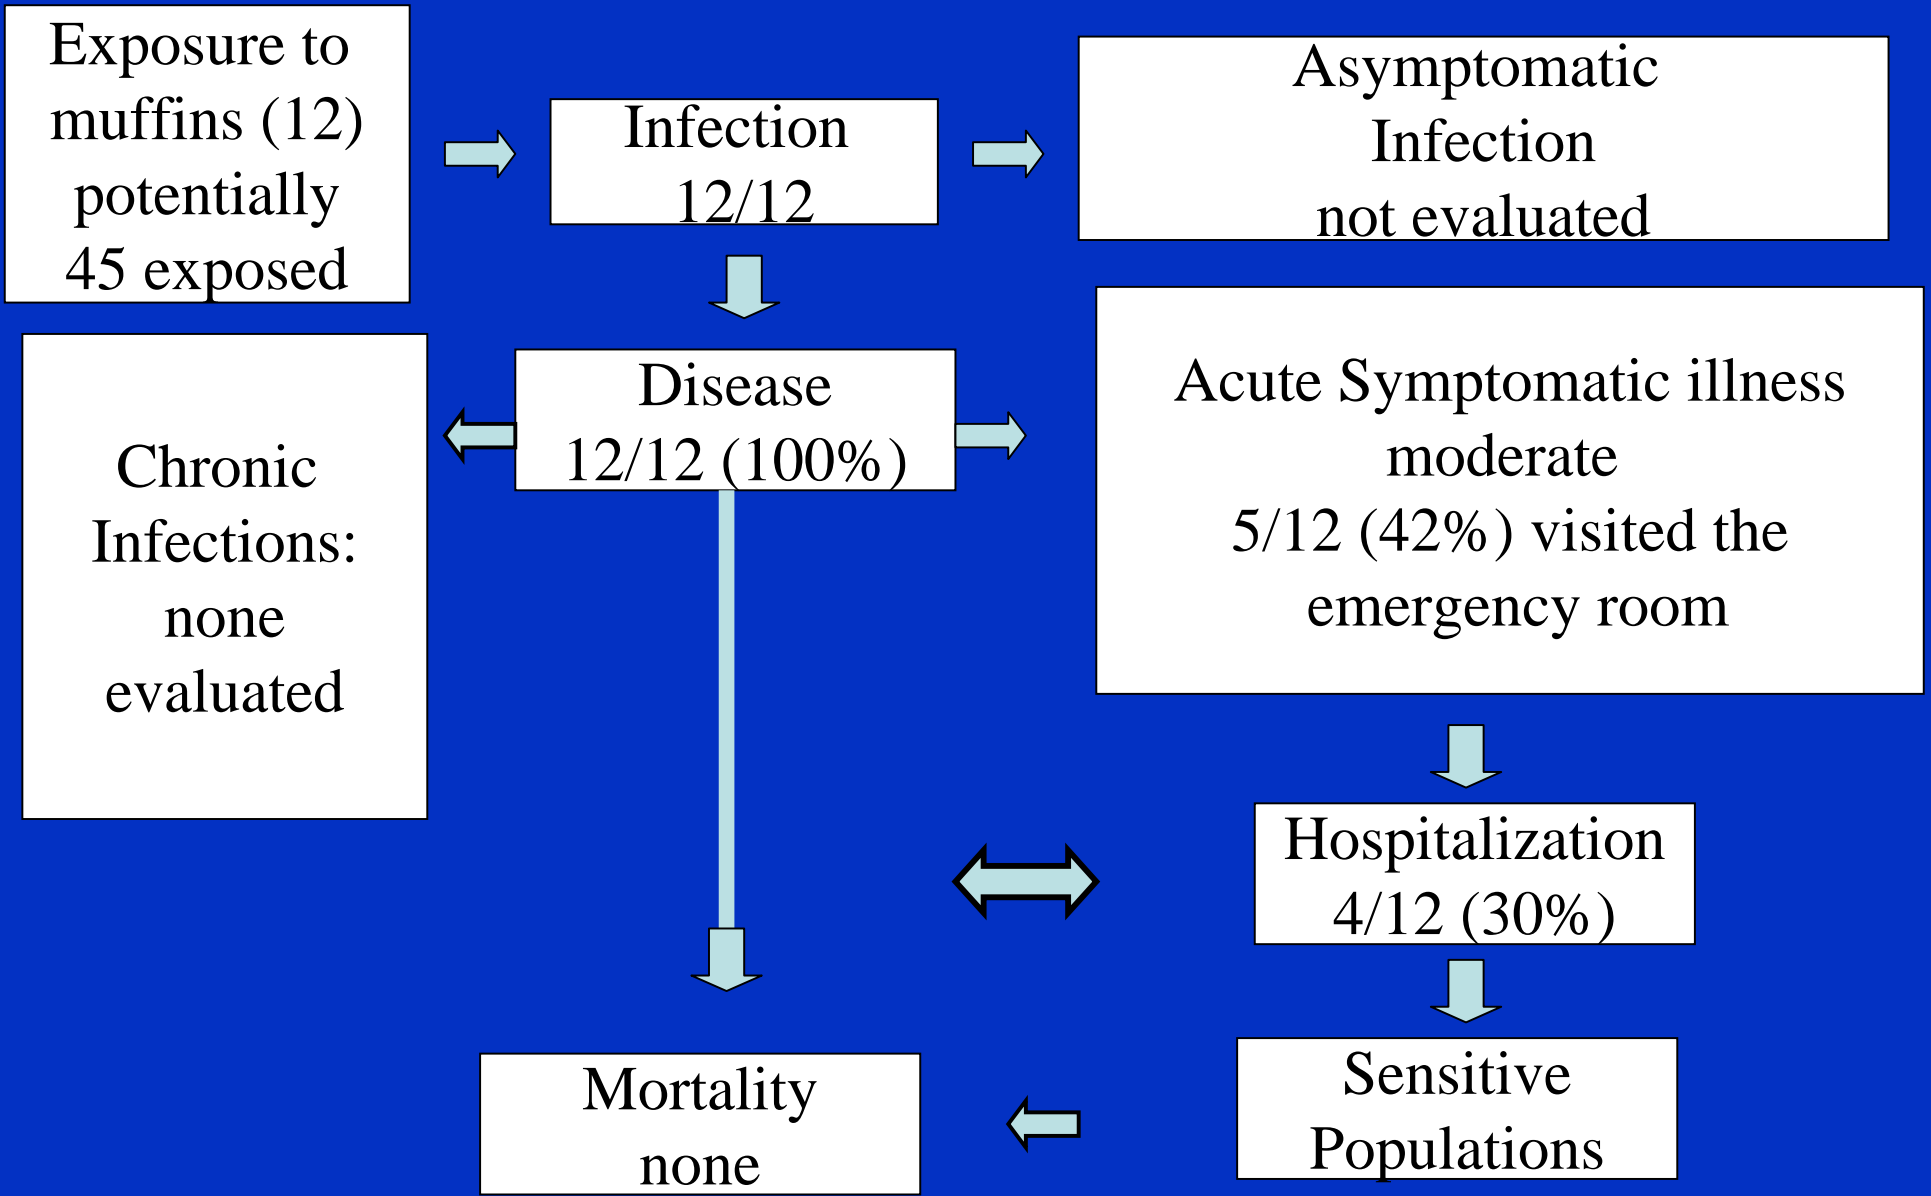 Exposure to
muffins (12)
potentially
45 exposed
Infection
12/12
Asymptomatic
Infection
not evaluated
Chronic
Infections:
none
evaluated
Disease
12/12 (100%)
Acute Symptomatic illness
moderate
5/12 (42%) visited the
emergency room
Hospitalization
4/12 (30%)
Mortality
none
Sensitive
Populations